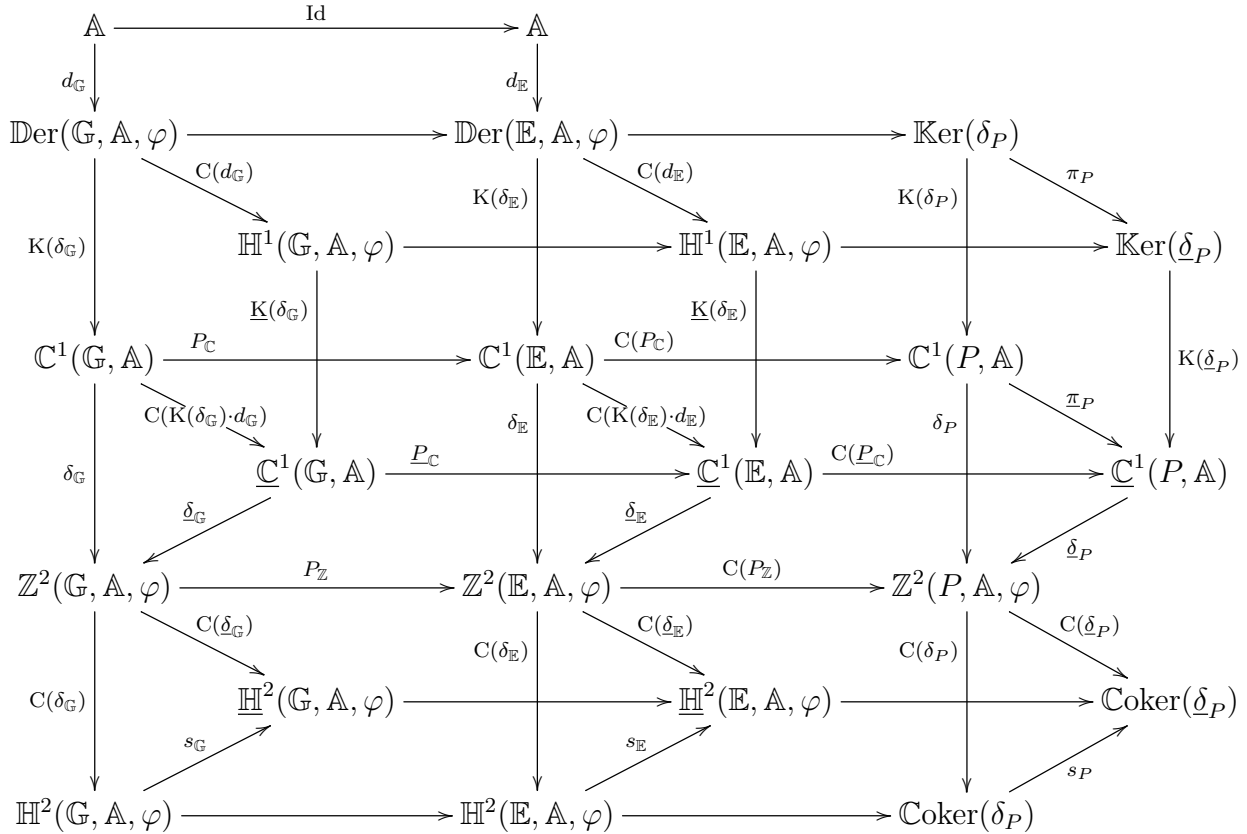 Id
𝔸 𝔸
d_𝔾 d_𝔼
𝔻er(𝔾, 𝔸, φ) 𝔻er(𝔼, 𝔸, φ) 𝕂er(δ_P)
C(d_𝔾) C(d_𝔼) π_P
K(δ_𝔾) K(δ_𝔼) K(δ_P)
ℍ¹(𝔾, 𝔸, φ) ℍ¹(𝔼, 𝔸, φ) 𝕂er(δ̲_P)
K̲(δ_𝔾) K̲(δ_𝔼) K(δ̲_P)
P_ℂ C(P_ℂ)
ℂ¹(𝔾, 𝔸) ℂ¹(𝔼, 𝔸) ℂ¹(P, 𝔸)
C(K(δ_𝔾)·d_𝔾) C(K(δ_𝔼)·d_𝔼) π̲_P
δ_𝔾 δ_𝔼 δ_P
P̲_ℂ C(P̲_ℂ)
ℂ̲¹(𝔾, 𝔸) ℂ̲¹(𝔼, 𝔸) ℂ̲¹(P, 𝔸)
δ̲_𝔾 δ̲_𝔼 δ̲_P
P_ℤ C(P_ℤ)
ℤ²(𝔾, 𝔸, φ) ℤ²(𝔼, 𝔸, φ) ℤ²(P, 𝔸, φ)
C(δ̲_𝔾) C(δ̲_𝔼) C(δ̲_P)
C(δ_𝔾) C(δ_𝔼) C(δ_P)
ℍ̲²(𝔾, 𝔸, φ) ℍ̲²(𝔼, 𝔸, φ) ℂoker(δ̲_P)
s_𝔾 s_𝔼 s_P
ℍ²(𝔾, 𝔸, φ) ℍ²(𝔼, 𝔸, φ) ℂoker(δ_P)